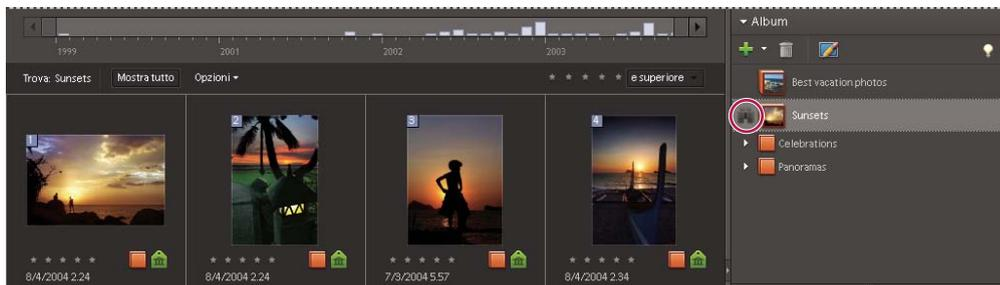 1999 2001 2002 2003
Trova: Sunsets Mostra tutto Opzioni e superiore
1 2 3 4
8/4/2004 2.24 8/4/2004 2.24 7/3/2004 5.57 8/4/2004 2.34
Album
Best vacation photos
Sunsets
Celebrations
Panoramas